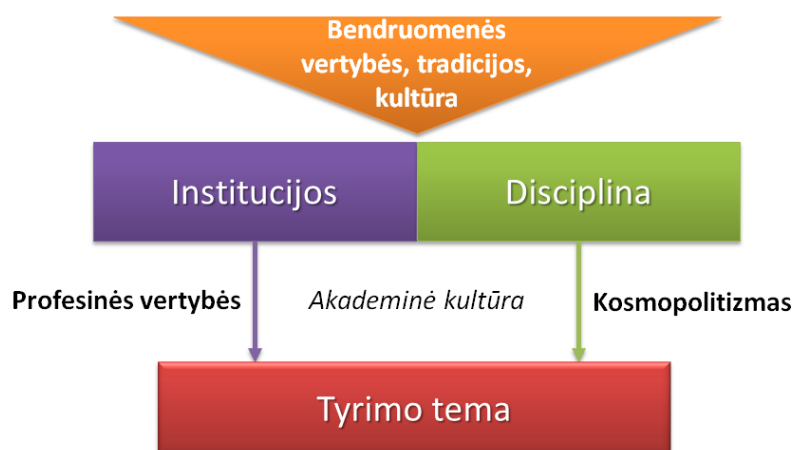 Bendruomenės
vertybės, tradicijos,
kultūra
Institucijos
Disciplina
Profesinės vertybės
Akademinė kultūra
Kosmopolitizmas
Tyrimo tema